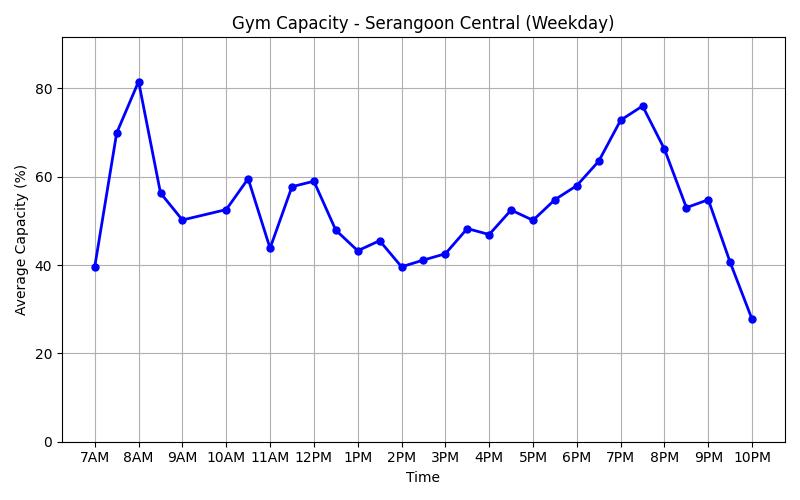 Gym Capacity - Serangoon Central (Weekday)
Average Capacity (%)
80
60
40
20
0
7AM 8AM 9AM 10AM 11AM 12PM 1PM 2PM 3PM 4PM 5PM 6PM 7PM 8PM 9PM 10PM
Time